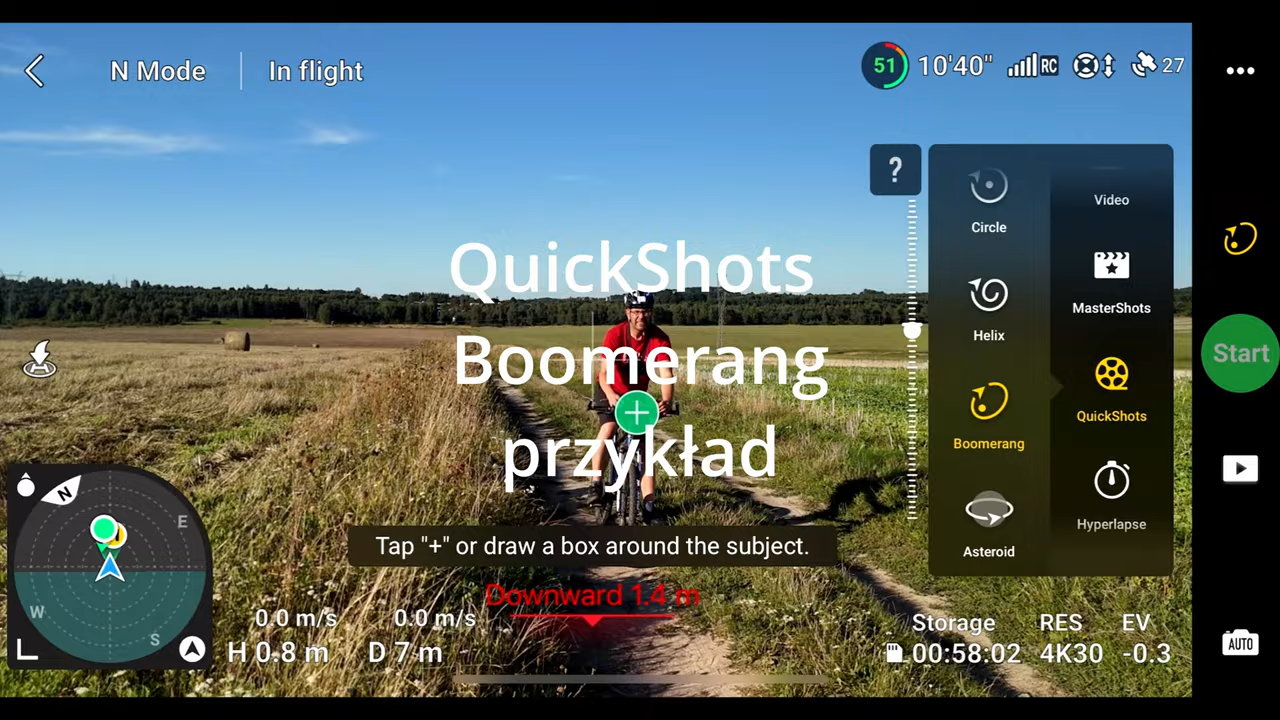 N Mode
In flight
51
10'40"
RC
27
?
Circle
Helix
Boomerang
Asteroid
Video
MasterShots
QuickShots
Hyperlapse
Start
AUTO
QuickShots
Boomerang
przykład
Tap "+" or draw a box around the subject.
Downward 1.4 m
N
E
W
S
L
0.0 m/s
0.0 m/s
H 0.8 m
D 7 m
Storage
RES
EV
00:58:02
4K30
-0.3